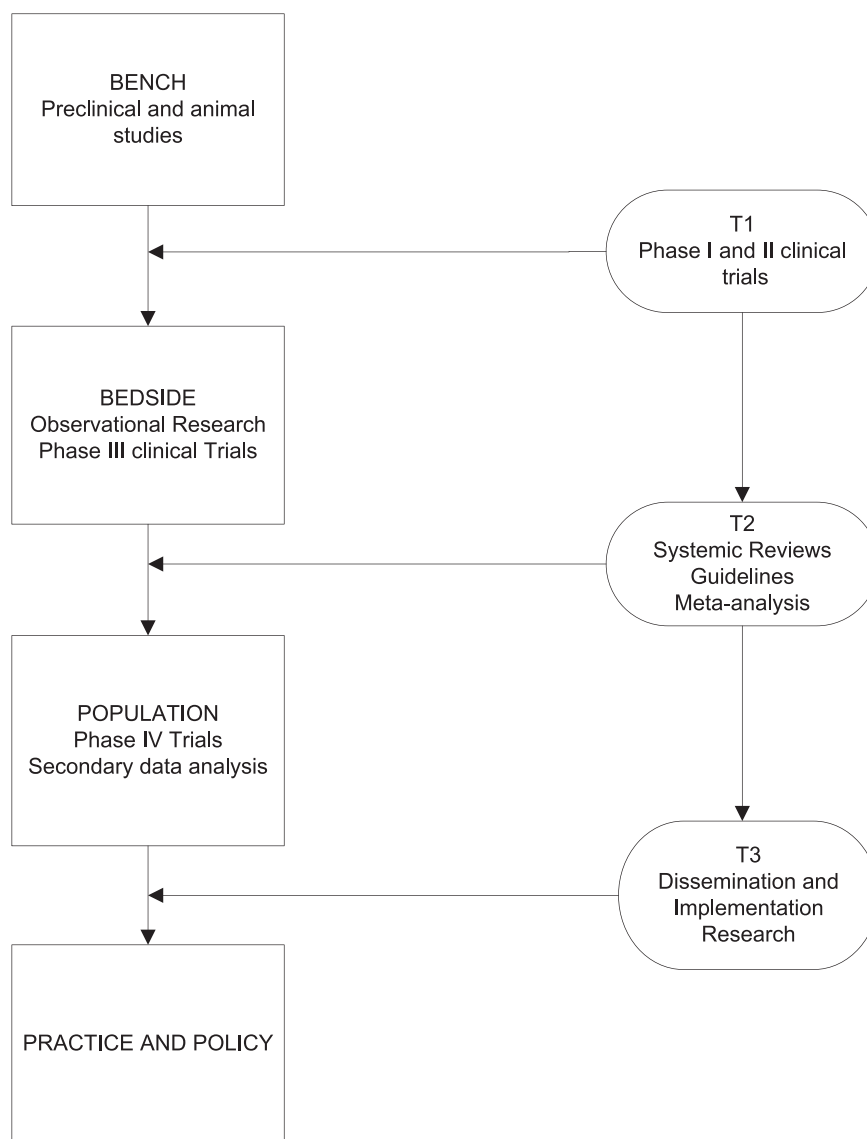 BENCH
Preclinical and animal
studies
T1
Phase I and II clinical
trials
BEDSIDE
Observational Research
Phase III clinical Trials
T2
Systemic Reviews
Guidelines
Meta-analysis
POPULATION
Phase IV Trials
Secondary data analysis
T3
Dissemination and
Implementation
Research
PRACTICE AND POLICY